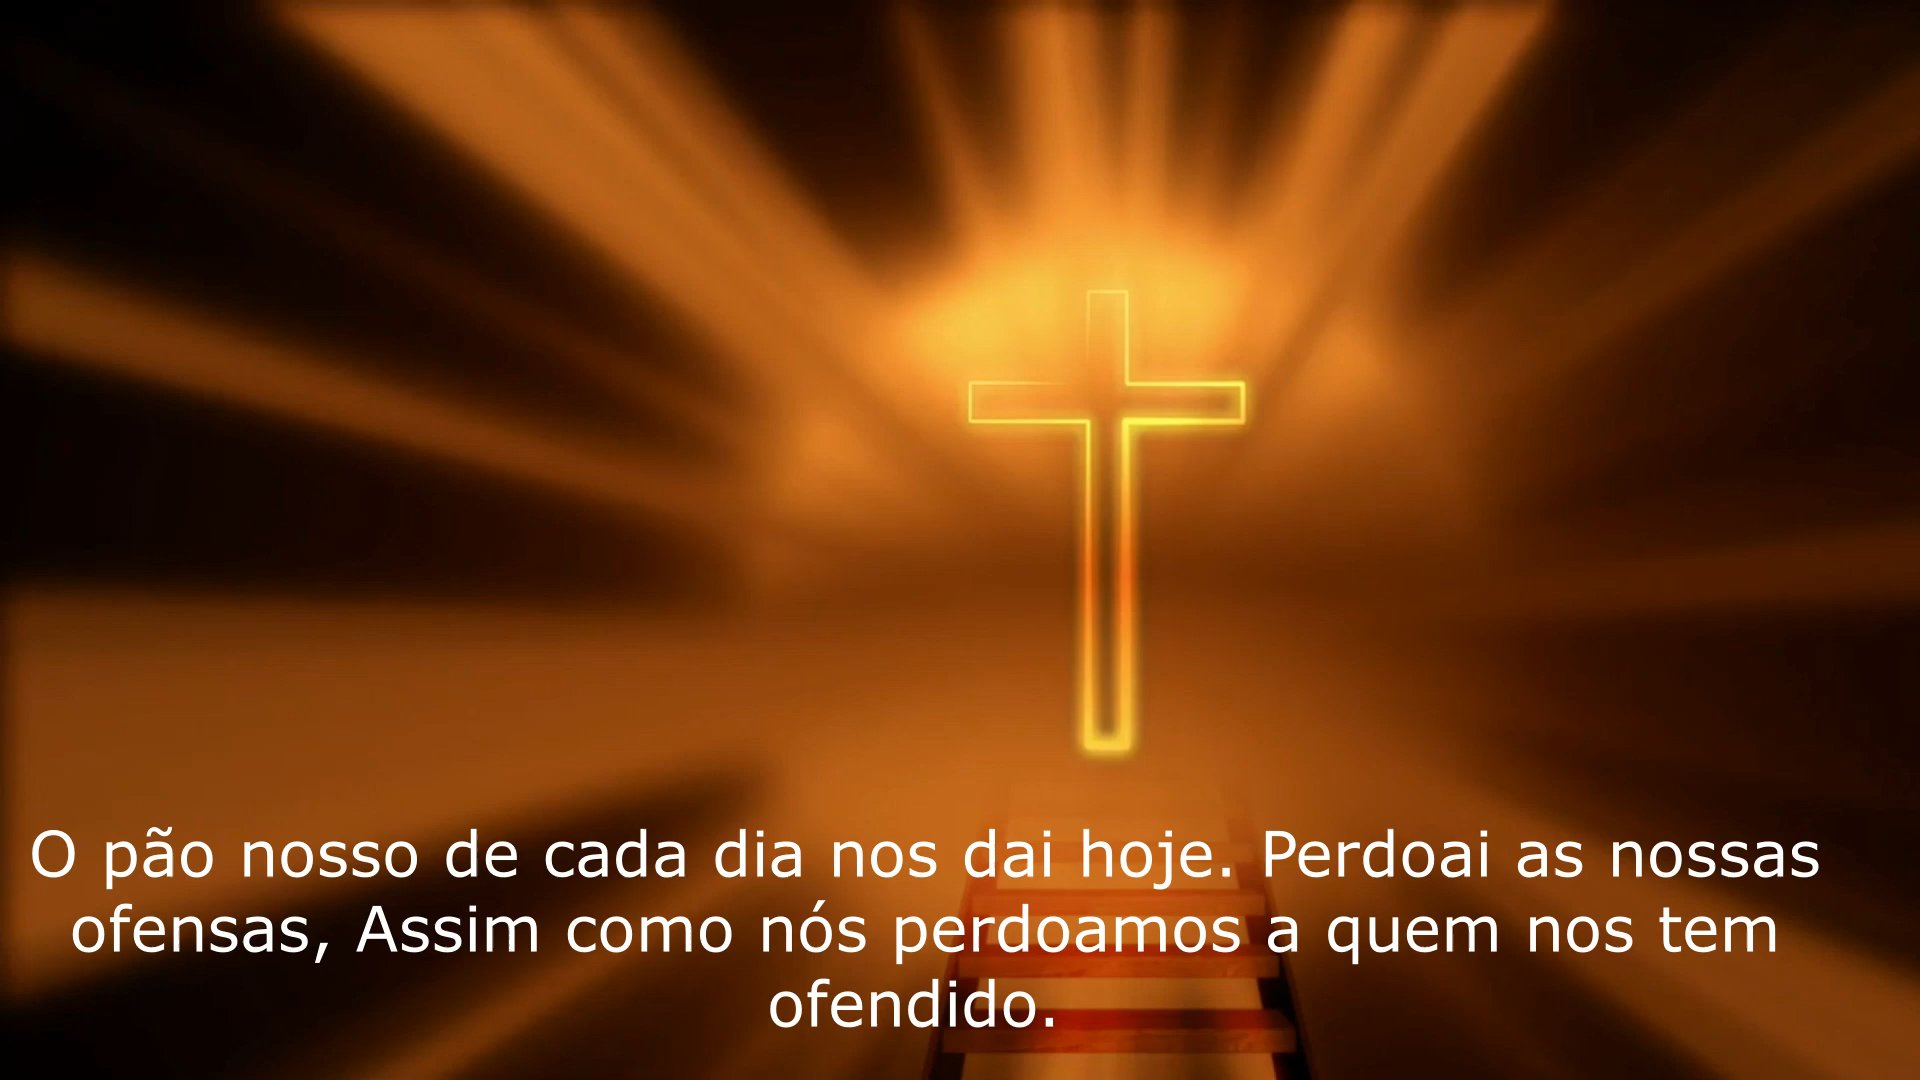 O pão nosso de cada dia nos dai hoje. Perdoai as nossas
ofensas, Assim como nós perdoamos a quem nos tem
ofendido.